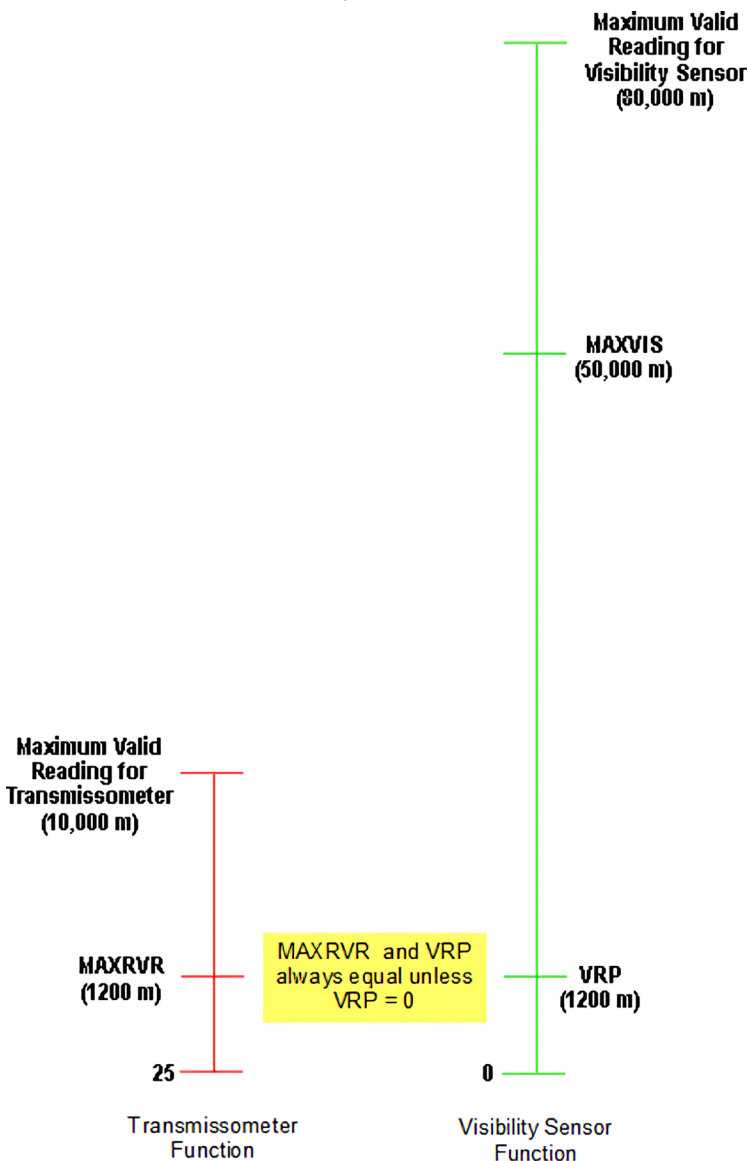 Maximum Valid
Reading for
Visibility Sensor
(80,000 m)
MAXVIS
(50,000 m)
Maximum Valid
Reading for
Transmissometer
(10,000 m)
MAXRVR
(1200 m)
MAXRVR and VRP
always equal unless
VRP = 0
VRP
(1200 m)
25
0
Transmissometer
Function
Visibility Sensor
Function